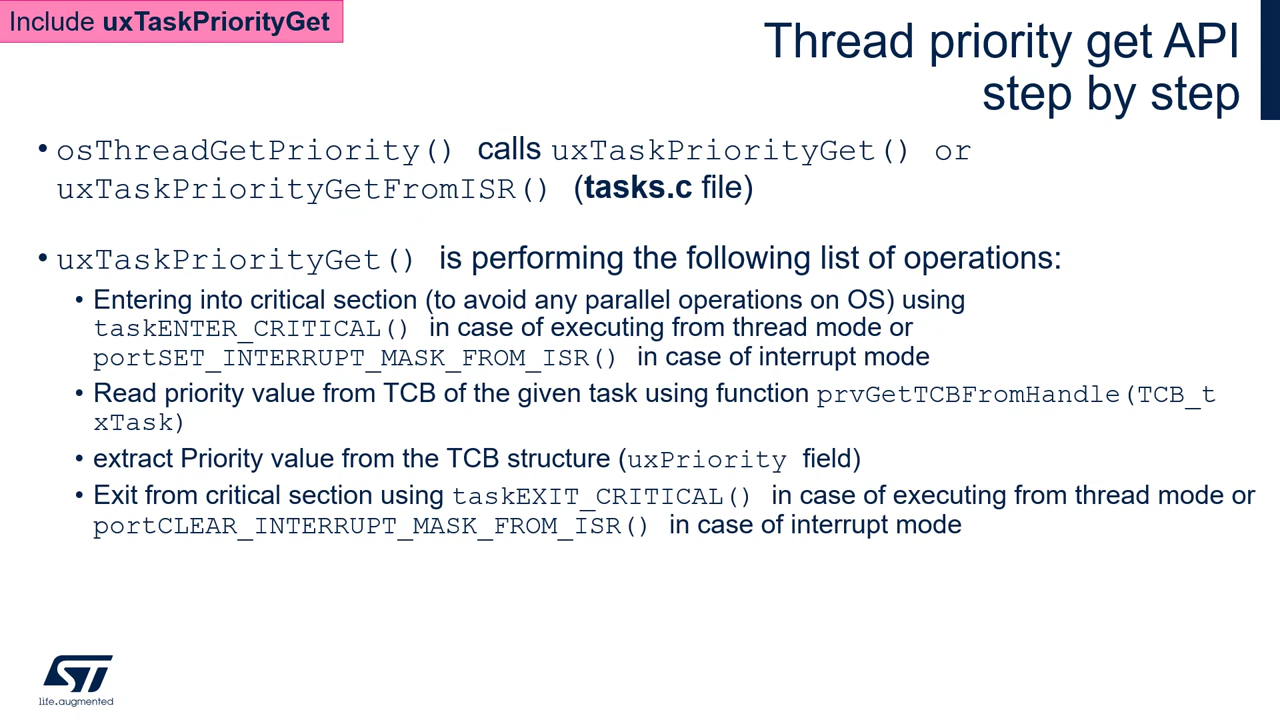 Include uxTaskPriorityGet
Thread priority get API
step by step
• osThreadGetPriority() calls uxTaskPriorityGet() or
uxTaskPriorityGetFromISR() (tasks.c file)
• uxTaskPriorityGet() is performing the following list of operations:
• Entering into critical section (to avoid any parallel operations on OS) using
taskENTER_CRITICAL() in case of executing from thread mode or
portSET_INTERRUPT_MASK_FROM_ISR() in case of interrupt mode
• Read priority value from TCB of the given task using function prvGetTCBFromHandle(TCB_t
xTask)
• extract Priority value from the TCB structure (uxPriority field)
• Exit from critical section using taskEXIT_CRITICAL() in case of executing from thread mode or
portCLEAR_INTERRUPT_MASK_FROM_ISR() in case of interrupt mode
ST
life.augmented